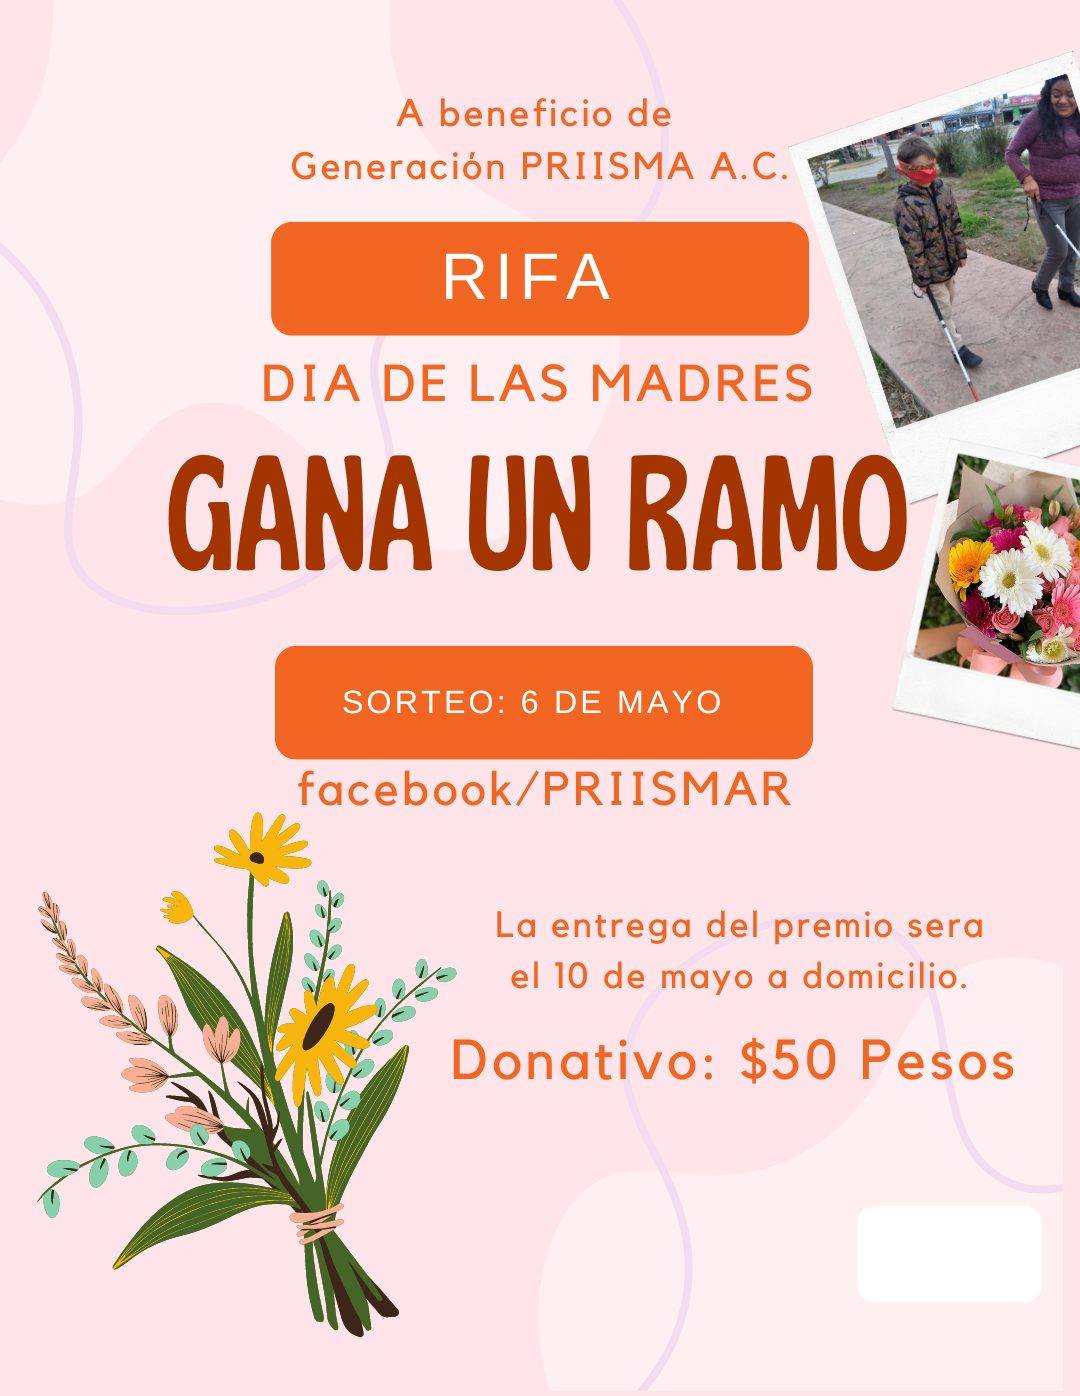 A beneficio de
Generación PRIISMA A.C.
RIFA
DIA DE LAS MADRES
GANA UN RAMO
SORTEO: 6 DE MAYO
facebook/PRIISMAR
La entrega del premio sera
el 10 de mayo a domicilio.
Donativo: $50 Pesos